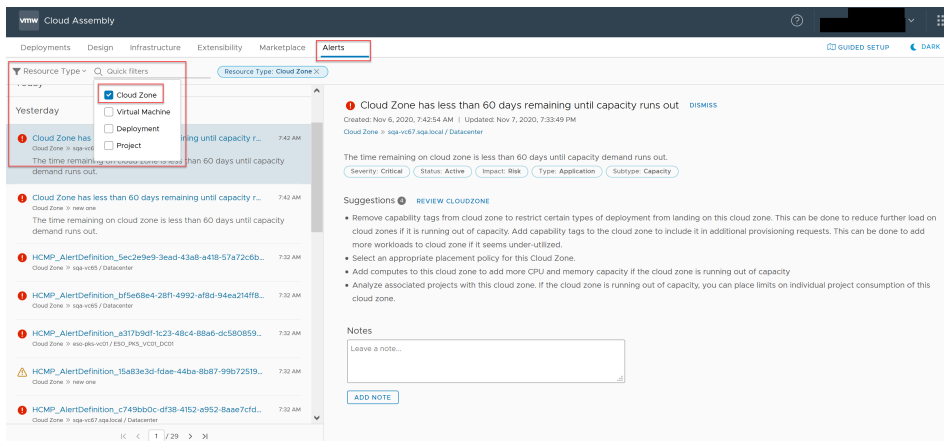 vmw Cloud Assembly
Deployments Design Infrastructure Extensibility Marketplace Alerts GUIDED SETUP DARK
Resource Type Quick filters Resource Type: Cloud Zone
Cloud Zone
Virtual Machine
Deployment
Project
Today
Yesterday
Cloud Zone has ining until capacity r... 7:42 AM
Cloud Zone » sqa-vc6
The time remaining on cloud zone is less than 60 days until capacity
demand runs out.
Cloud Zone has less than 60 days remaining until capacity r... 7:42 AM
Cloud Zone » new one
The time remaining on cloud zone is less than 60 days until capacity
demand runs out.
HCMP_AlertDefinition_5ec2e9e9-3ead-43a8-a418-57a72c6b... 7:32 AM
Cloud Zone » sqa-vc65 / Datacenter
HCMP_AlertDefinition_bf5e68e4-28f1-4992-af8d-94ea214ff8... 7:32 AM
Cloud Zone » sqa-vc65 / Datacenter
HCMP_AlertDefinition_a317b9df-1c23-48c4-88a6-dc580859... 7:32 AM
Cloud Zone » eso-pks-vc01 / ESO_PKS_VC01_DC01
HCMP_AlertDefinition_15a83e3d-fdae-44ba-8b87-99b72519... 7:32 AM
Cloud Zone » new one
HCMP_AlertDefinition_c749bb0c-df38-4152-a952-8aae7cfd... 7:32 AM
Cloud Zone » sqa-vc67.sqa.local / Datacenter
1 / 29
Cloud Zone has less than 60 days remaining until capacity runs out DISMISS
Created: Nov 6, 2020, 7:42:54 AM | Updated: Nov 7, 2020, 7:33:49 PM
Cloud Zone » sqa-vc67.sqa.local / Datacenter
The time remaining on cloud zone is less than 60 days until capacity demand runs out.
Severity: Critical Status: Active Impact: Risk Type: Application Subtype: Capacity
Suggestions 4 REVIEW CLOUDZONE
• Remove capability tags from cloud zone to restrict certain types of deployment from landing on this cloud zone. This can be done to reduce further load on
cloud zones if it is running out of capacity. Add capability tags to the cloud zone to include it in additional provisioning requests. This can be done to add
more workloads to cloud zone if it seems under-utilized.
• Select an appropriate placement policy for this Cloud Zone.
• Add computes to this cloud zone to add more CPU and memory capacity if the cloud zone is running out of capacity
• Analyze associated projects with this cloud zone. If the cloud zone is running out of capacity, you can place limits on individual project consumption of this
cloud zone.
Notes
Leave a note...
ADD NOTE